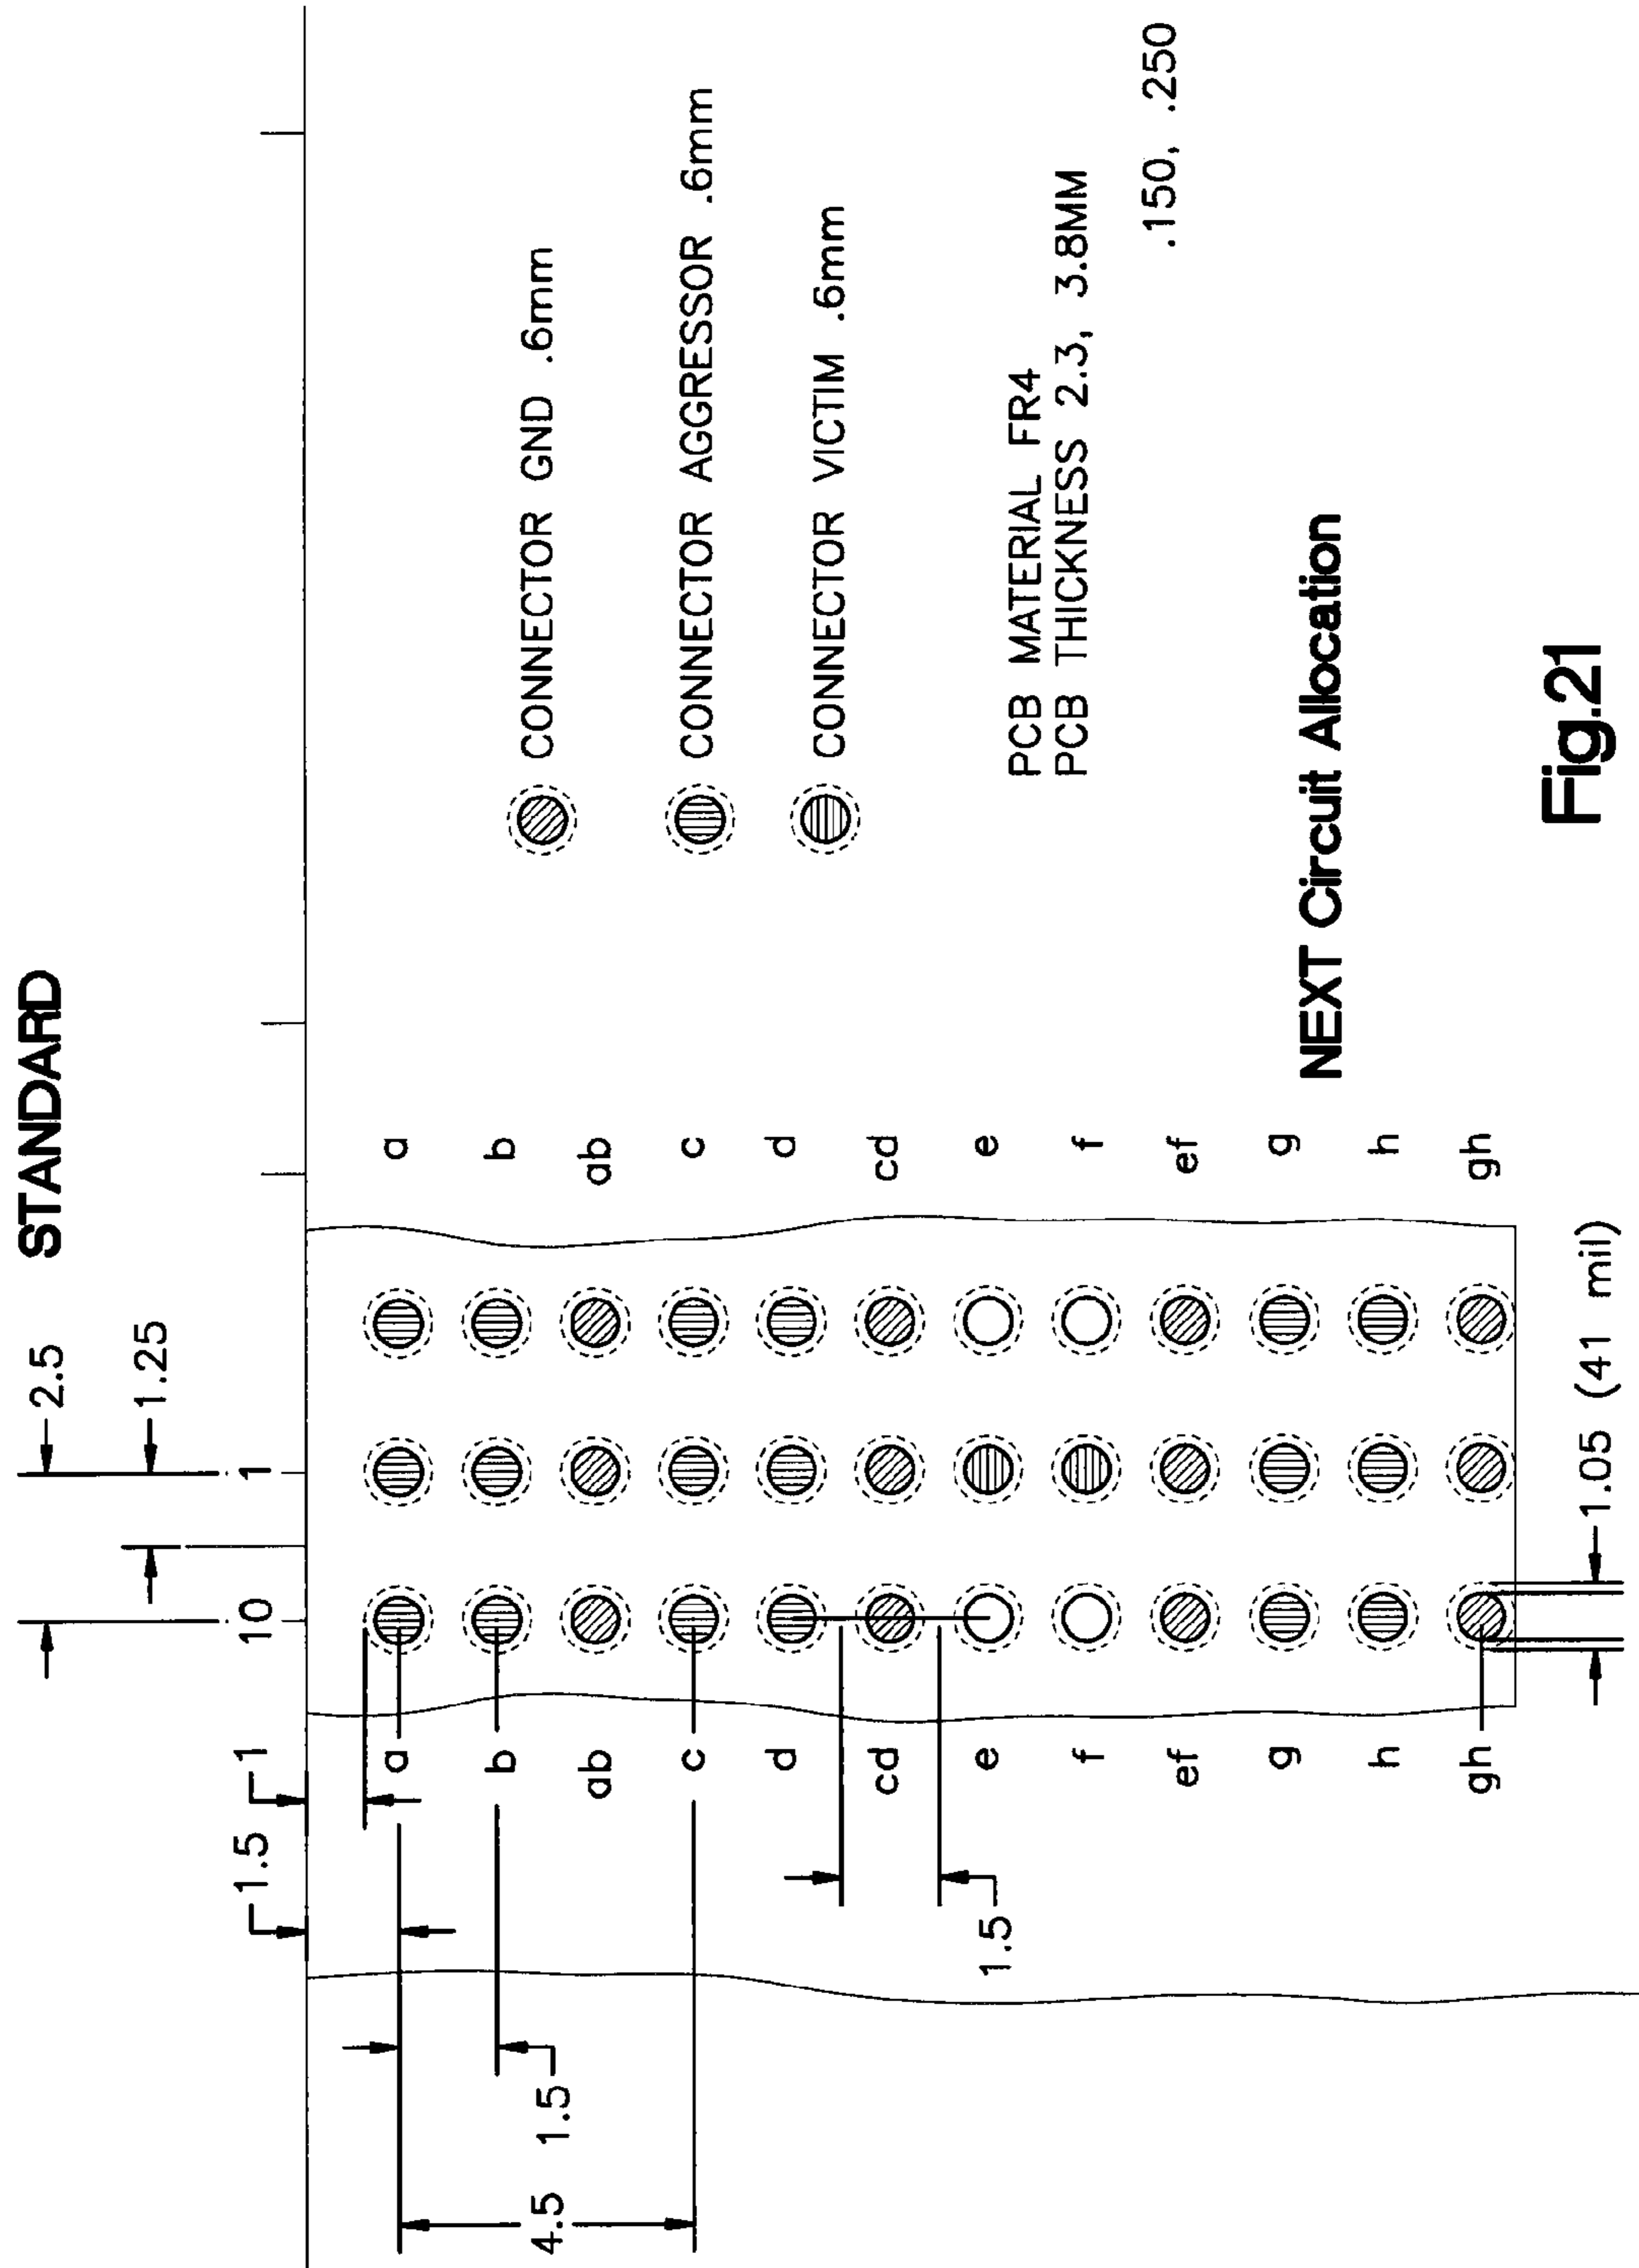 STANDARD
2.5
1.25
10
1
1.5
1
a
b
ab
c
d
cd
e
f
ef
g
h
gh
a
b
ab
c
d
cd
e
f
ef
g
h
gh
4.5
1.5
1.5
1.05 (41 mil)
CONNECTOR GND .6mm
CONNECTOR AGGRESSOR .6mm
CONNECTOR VICTIM .6mm
PCB MATERIAL FR4
PCB THICKNESS 2.3, 3.8MM
.150, .250
NEXT Circuit Allocation
Fig.21